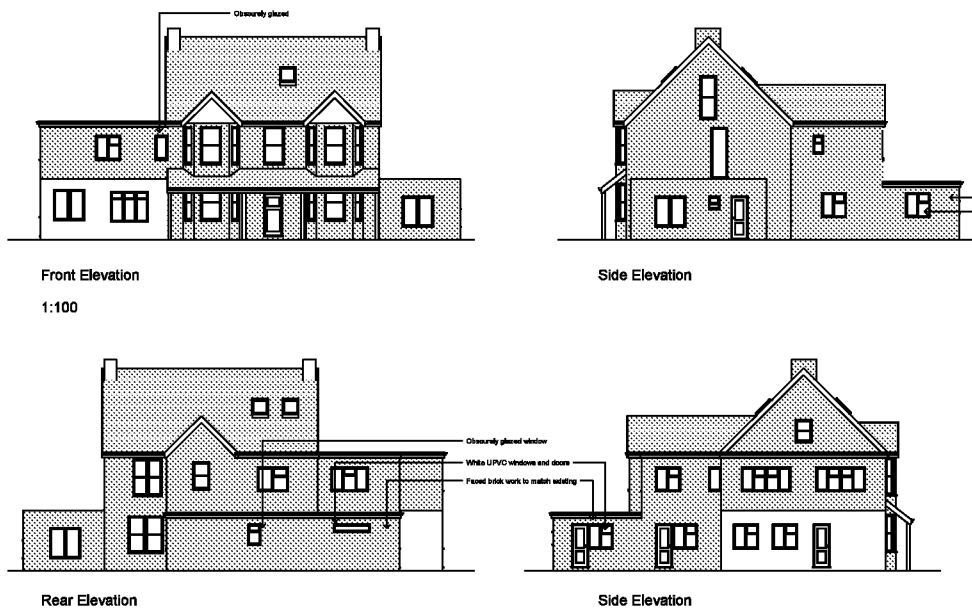 Obscurely glazed
Front Elevation
Side Elevation
1:100
Obscurely glazed window
White UPVC windows and doors
Faced brick work to match existing
Rear Elevation
Side Elevation